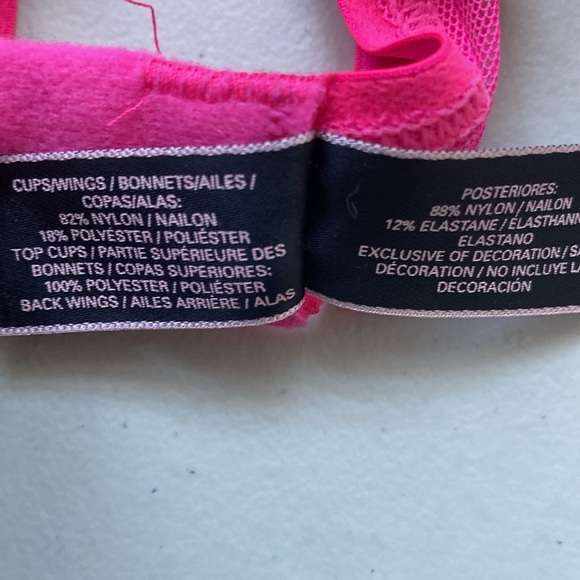 CUPS/WINGS / BONNETS/AILES /
COPAS/ALAS:
82% NYLON / NAILON
18% POLYESTER / POLIÉSTER
TOP CUPS / PARTIE SUPÉRIEURE DES
BONNETS / COPAS SUPERIORES:
100% POLYESTER / POLIÉSTER
BACK WINGS / AILES ARRIÈRE / ALAS
POSTERIORES:
88% NYLON / NAILON
12% ELASTANE / ÉLASTHANN
ELASTANO
EXCLUSIVE OF DECORATION / SA
DÉCORATION / NO INCLUYE LA
DECORACIÓN